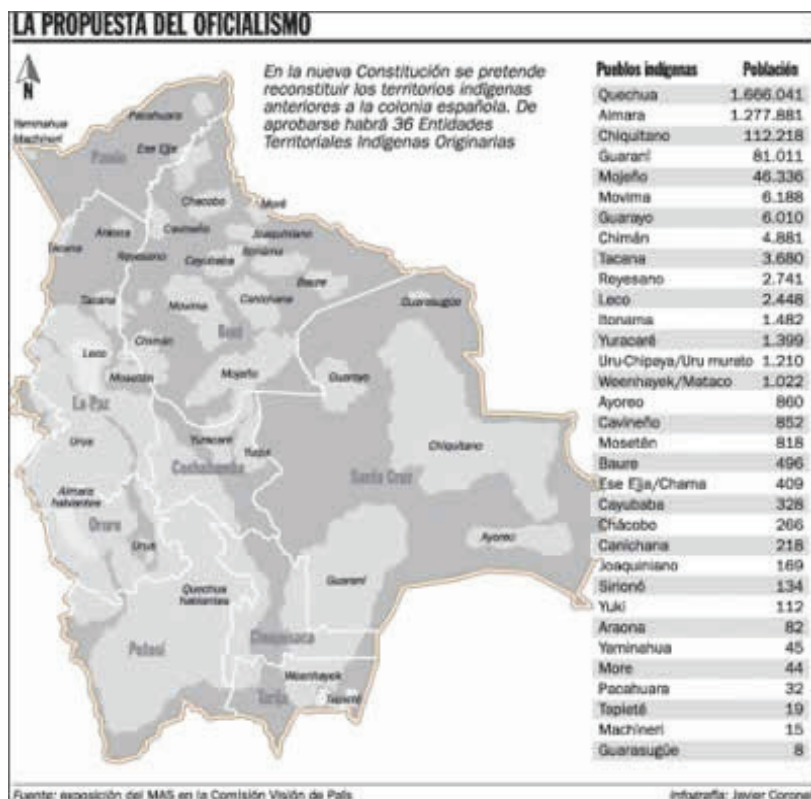 LA PROPUESTA DEL OFICIALISMO
N
En la nueva Constitución se pretende
reconstituir los territorios indígenas
anteriores a la colonia española. De
aprobarse habrá 36 Entidades
Territoriales Indígenas Originarias
Yaminahua
Machineri
Pacahuara
Pando
Ese Ejja
Chacobo
Moré
Araona
Cavineño
Joaquiniano
Tacana
Reyesano
Cayubaba
Itonama
Baure
Tacana
Movima
Canichana
Guarasugüe
Beni
Leco
Chimán
Mosetén
Mojeño
Guarayo
La Paz
Yuracaré
Yuqui
Chiquitano
Urus
Cochabamba
Santa Cruz
Aimara
hablantes
Oruro
Urus
Ayoreo
Guaraní
Quechua
hablantes
Potosí
Chuquisaca
Weenhayek
Tarija
Tapieté
Pueblos indígenas Población
Quechua 1.666.041
Aimara 1.277.881
Chiquitano 112.218
Guaraní 81.011
Mojeño 46.336
Movima 6.188
Guarayo 6.010
Chimán 4.881
Tacana 3.680
Reyesano 2.741
Leco 2.448
Itonama 1.482
Yuracaré 1.399
Uru-Chipaya/Uru murato 1.210
Weenhayek/Mataco 1.022
Ayoreo 860
Cavineño 852
Mosetén 818
Baure 496
Ese Ejja/Chama 409
Cayubaba 328
Chácobo 266
Canichana 218
Joaquiniano 169
Sirionó 134
Yuki 112
Araona 82
Yaminahua 45
More 44
Pacahuara 32
Tapieté 19
Machineri 15
Guarasugüe 8
Fuente: exposición del MAS en la Comisión Visión de País
Infografía: Javier Corone